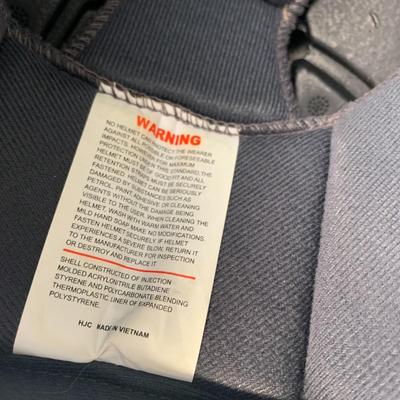 WARNING
NO HELMET CAN PROTECT THE WEARER
AGAINST ALL POSSIBLE OR FORESEEABLE
IMPACTS. HOWEVER FOR MAXIMUM
PROTECTION UNDER THIS STANDARD, THE
HELMET MUST BE OF GOOD FIT AND ALL
RETENTION STRAPS MUST BE SECURELY
FASTENED. HELMET CAN BE SERIOUSLY
DAMAGED BY SUBSTANCES SUCH AS
PETROL, PAINT, ADHESIVE OR CLEANING
AGENTS WITHOUT THE DAMAGE BEING
VISIBLE TO THE USER. WHEN CLEANING THE
HELMET, WASH WITH WARM WATER AND
MILD HAND SOAP. MAKE NO MODIFICATIONS.
FASTEN HELMET SECURELY. IF HELMET
EXPERIENCES A SEVERE BLOW, RETURN IT
TO THE MANUFACTURER FOR INSPECTION
OR DESTROY AND REPLACE IT.
SHELL CONSTRUCTED OF INJECTION
MOLDED ACRYLONITRILE BUTADIENE
STYRENE AND POLYCARBONATE BLENDING
THERMOPLASTIC. LINER OF EXPANDED
POLYSTYRENE.
HJC MADE IN VIETNAM